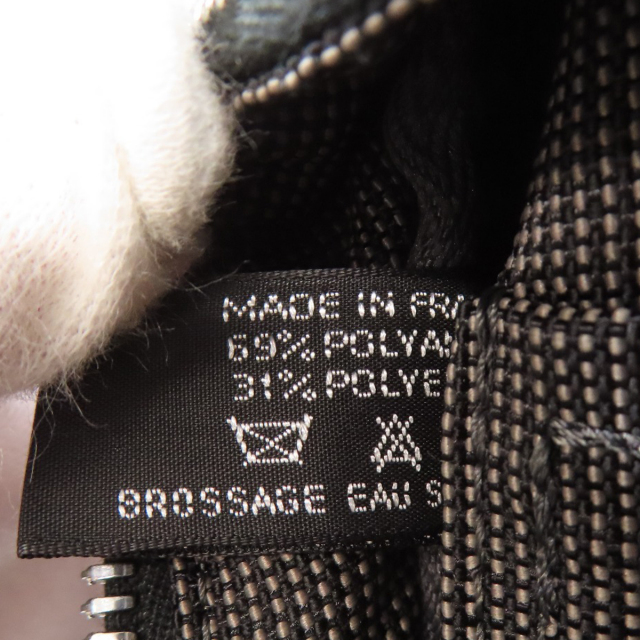 MADE IN FRA
69% POLYA
31% POLYE
BROSSAGE EAU S